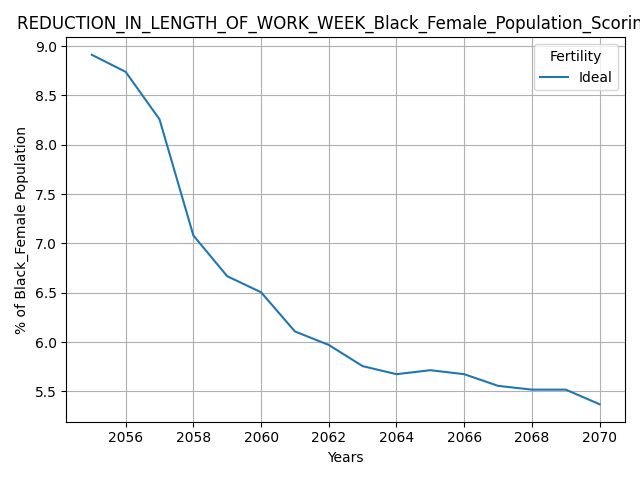 REDUCTION_IN_LENGTH_OF_WORK_WEEK_Black_Female_Population_Scorin
9.0
8.5
8.0
7.5
7.0
6.5
6.0
5.5
% of Black_Female Population
Fertility
Ideal
2056 2058 2060 2062 2064 2066 2068 2070
Years